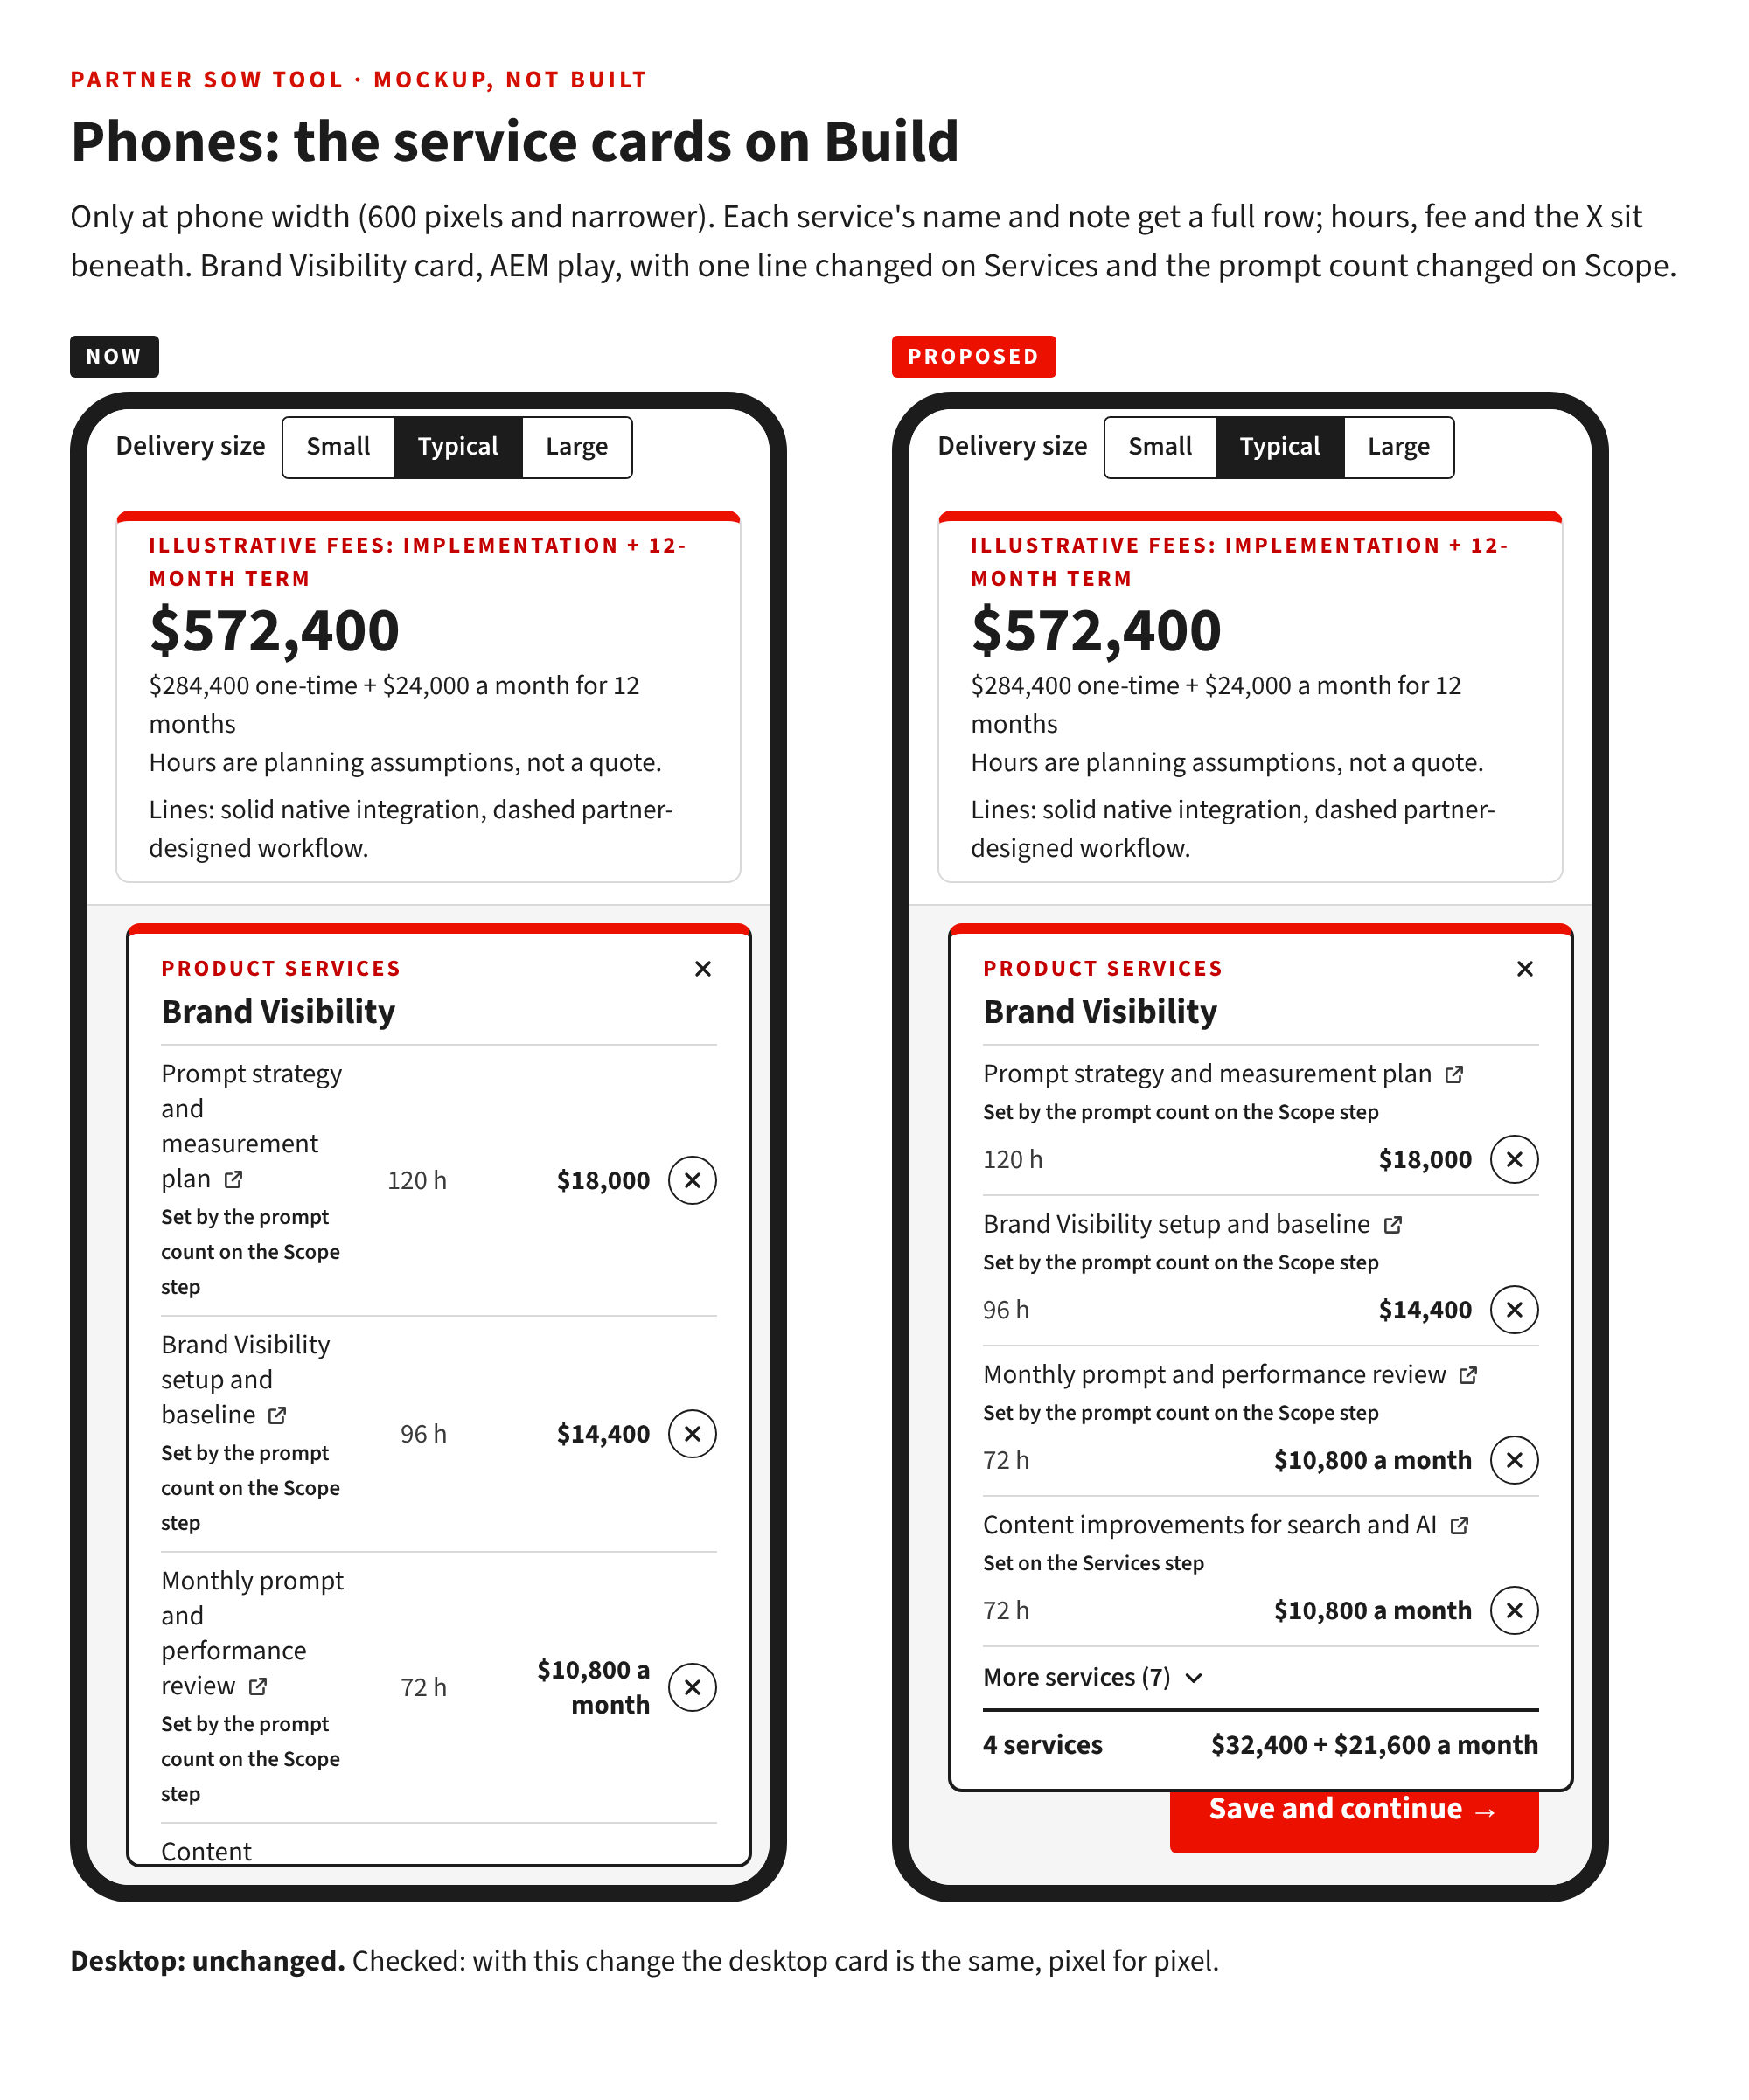 PARTNER SOW TOOL · MOCKUP, NOT BUILT
Phones: the service cards on Build
Only at phone width (600 pixels and narrower). Each service's name and note get a full row; hours, fee and the X sit
beneath. Brand Visibility card, AEM play, with one line changed on Services and the prompt count changed on Scope.
NOW
Delivery size Small Typical Large
ILLUSTRATIVE FEES: IMPLEMENTATION + 12-
MONTH TERM
$572,400
$284,400 one-time + $24,000 a month for 12
months
Hours are planning assumptions, not a quote.
Lines: solid native integration, dashed partner-
designed workflow.
PRODUCT SERVICES
Brand Visibility
Prompt strategy
and
measurement
plan
Set by the prompt
count on the Scope
step
120 h $18,000
Brand Visibility
setup and
baseline
Set by the prompt
count on the Scope
step
96 h $14,400
Monthly prompt
and
performance
review
Set by the prompt
count on the Scope
step
72 h $10,800 a
month
Content
PROPOSED
Delivery size Small Typical Large
ILLUSTRATIVE FEES: IMPLEMENTATION + 12-
MONTH TERM
$572,400
$284,400 one-time + $24,000 a month for 12
months
Hours are planning assumptions, not a quote.
Lines: solid native integration, dashed partner-
designed workflow.
PRODUCT SERVICES
Brand Visibility
Prompt strategy and measurement plan
Set by the prompt count on the Scope step
120 h $18,000
Brand Visibility setup and baseline
Set by the prompt count on the Scope step
96 h $14,400
Monthly prompt and performance review
Set by the prompt count on the Scope step
72 h $10,800 a month
Content improvements for search and AI
Set on the Services step
72 h $10,800 a month
More services (7)
4 services $32,400 + $21,600 a month
Save and continue →
Desktop: unchanged. Checked: with this change the desktop card is the same, pixel for pixel.